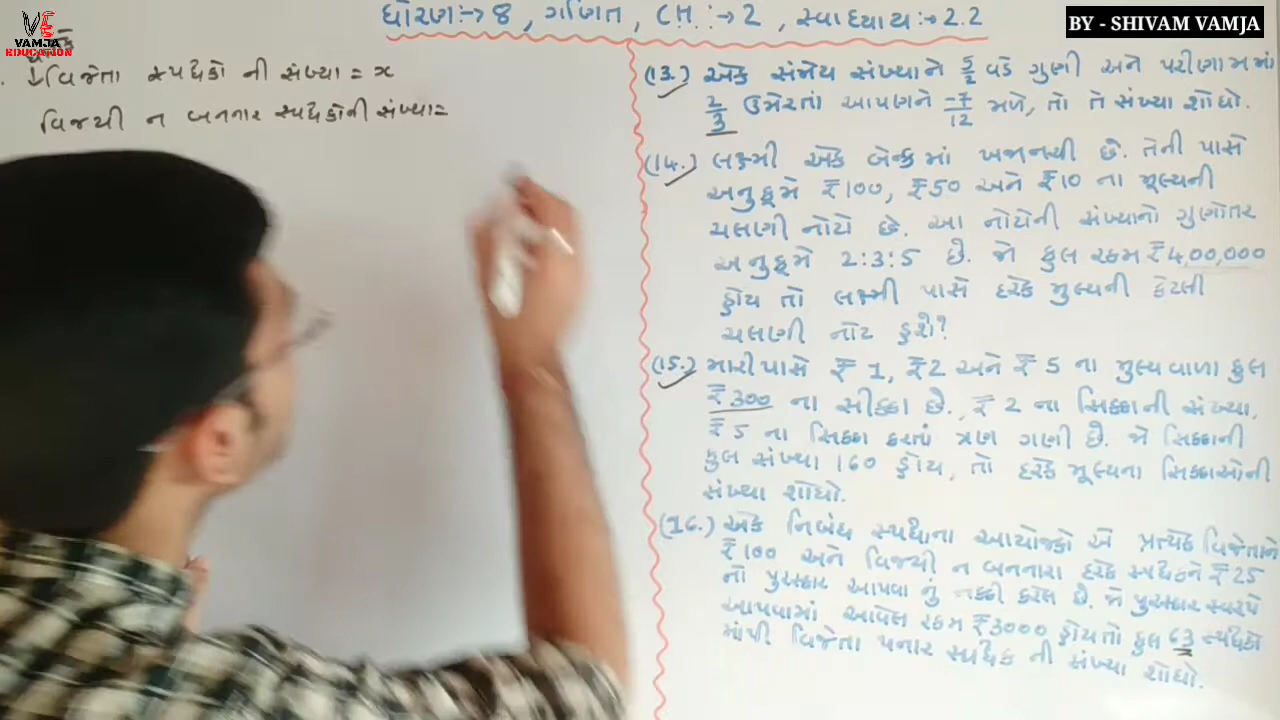 ધોરણ:→ 8, ગણિત, CH.:→ 2, સ્વાધ્યાય:→ 2.2
BY - SHIVAM VAMJA
VE
VAMJA
EDUCATION
વિજેતા સ્પર્ધકો ની સંખ્યા = x
વિજયી ન બનનાર સ્પર્ધકોની સંખ્યા=
(13.) એક સંમેય સંખ્યાને 5/2 વડે ગુણી અને પરીણામમાં
2/3 ઉમેરતાં આપણને -7/12 મળે, તો તે સંખ્યા શોધો.
(14.) લક્ષ્મી એક બેન્કમાં ખજાનચી છે. તેની પાસે
અનુક્રમે ₹100, ₹50 અને ₹10 ના મૂલ્યની
ચલણી નોટો છે. આ નોટોની સંખ્યાનો ગુણોતર
અનુક્રમે 2:3:5 છે. જો કુલ રકમ ₹4,00,000
હોય તો લક્ષ્મી પાસે દરેક મુલ્યની કેટલી
ચલણી નોટ હશે?
(15.) મારી પાસે ₹ 1, ₹2 અને ₹ 5 ના મુલ્ય વાળા કુલ
₹300 ના સીક્કા છે. ₹ 2 ના સિક્કાની સંખ્યા,
₹ 5 ના સિક્કા કરતાં ત્રણ ગણી છે. જો સિક્કાની
કુલ સંખ્યા 160 હોય, તો દરેક મૂલ્યના સિક્કાઓની
સંખ્યા શોધો.
(16.) એક નિબંધ સ્પર્ધાના આયોજકો એ પ્રત્યેક વિજેતાને
₹100 અને વિજયી ન બનનારા દરેક સ્પર્ધકને ₹25
નો પુરસ્કાર આપવા નું નક્કી કરેલ છે. જો પુરસ્કાર સ્વરૂપે
આપવામાં આવેલ રકમ ₹3000 હોય તો કુલ 63 સ્પર્ધકો
માંથી વિજેતા થનાર સ્પર્ધક ની સંખ્યા શોધો.